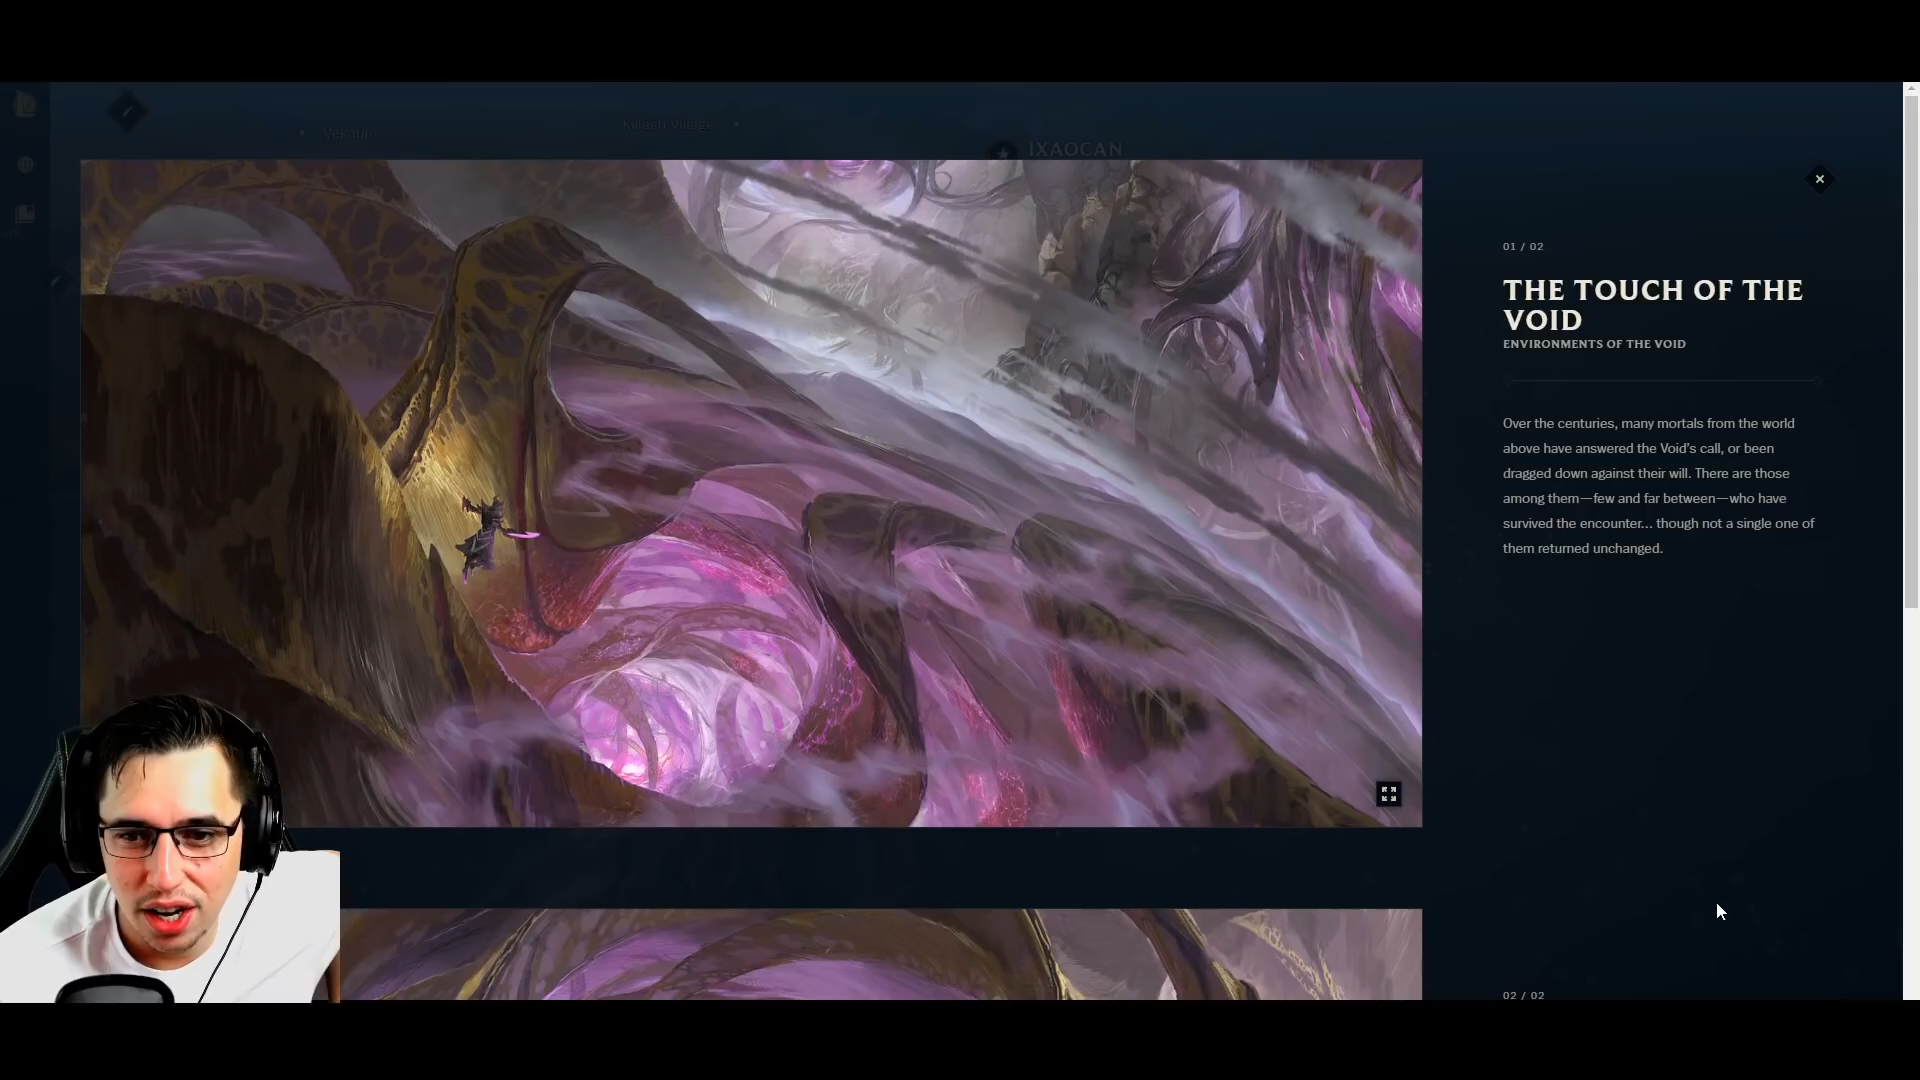 Vekaura
Kiilash Village
IXAOCAN
01 / 02
THE TOUCH OF THE
VOID
ENVIRONMENTS OF THE VOID
Over the centuries, many mortals from the world
above have answered the Void’s call, or been
dragged down against their will. There are those
among them—few and far between—who have
survived the encounter... though not a single one of
them returned unchanged.
02 / 02